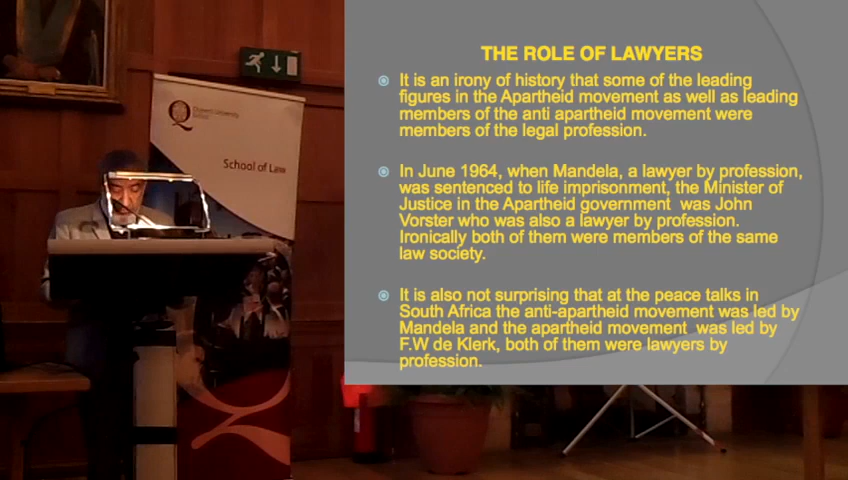 Queen's University
Belfast
School of Law
THE ROLE OF LAWYERS
It is an irony of history that some of the leading
figures in the Apartheid movement as well as leading
members of the anti apartheid movement were
members of the legal profession.
In June 1964, when Mandela, a lawyer by profession,
was sentenced to life imprisonment, the Minister of
Justice in the Apartheid government was John
Vorster who was also a lawyer by profession.
Ironically both of them were members of the same
law society.
It is also not surprising that at the peace talks in
South Africa the anti-apartheid movement was led by
Mandela and the apartheid movement was led by
F.W de Klerk, both of them were lawyers by
profession.